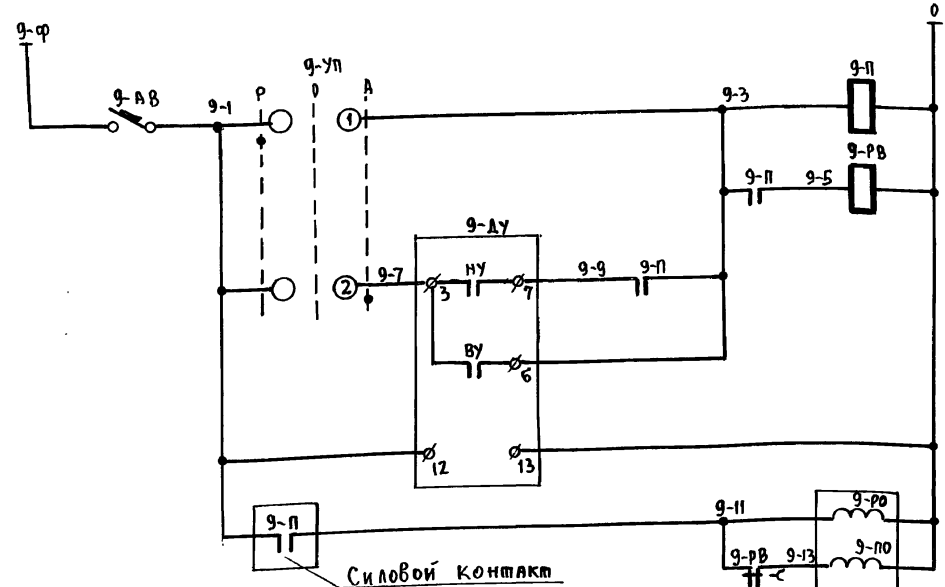 0
9-Ф
9-УП
9-П
9-АВ
9-1
Р
0
А
9-3
1
9-РВ
9-П
9-5
9-ДУ
9-7
НУ
9-9
9-П
2
3
7
ВУ
6
12
13
9-П
9-11
9-РО
9-РВ
9-13
9-ПО
Силовой контакт